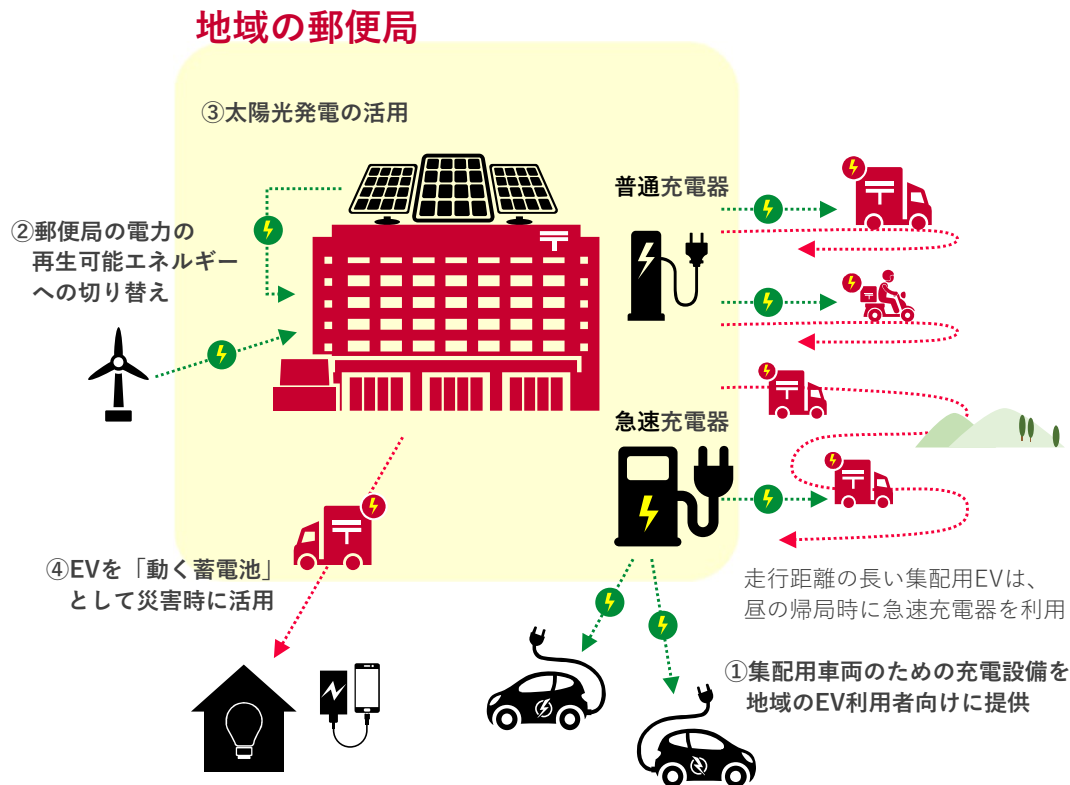 地域の郵便局
③太陽光発電の活用
普通充電器
②郵便局の電力の
再生可能エネルギー
への切り替え
急速充電器
④EVを「動く蓄電池」
として災害時に活用
走行距離の長い集配用EVは、
昼の帰局時に急速充電器を利用
①集配用車両のための充電設備を
地域のEV利用者向けに提供